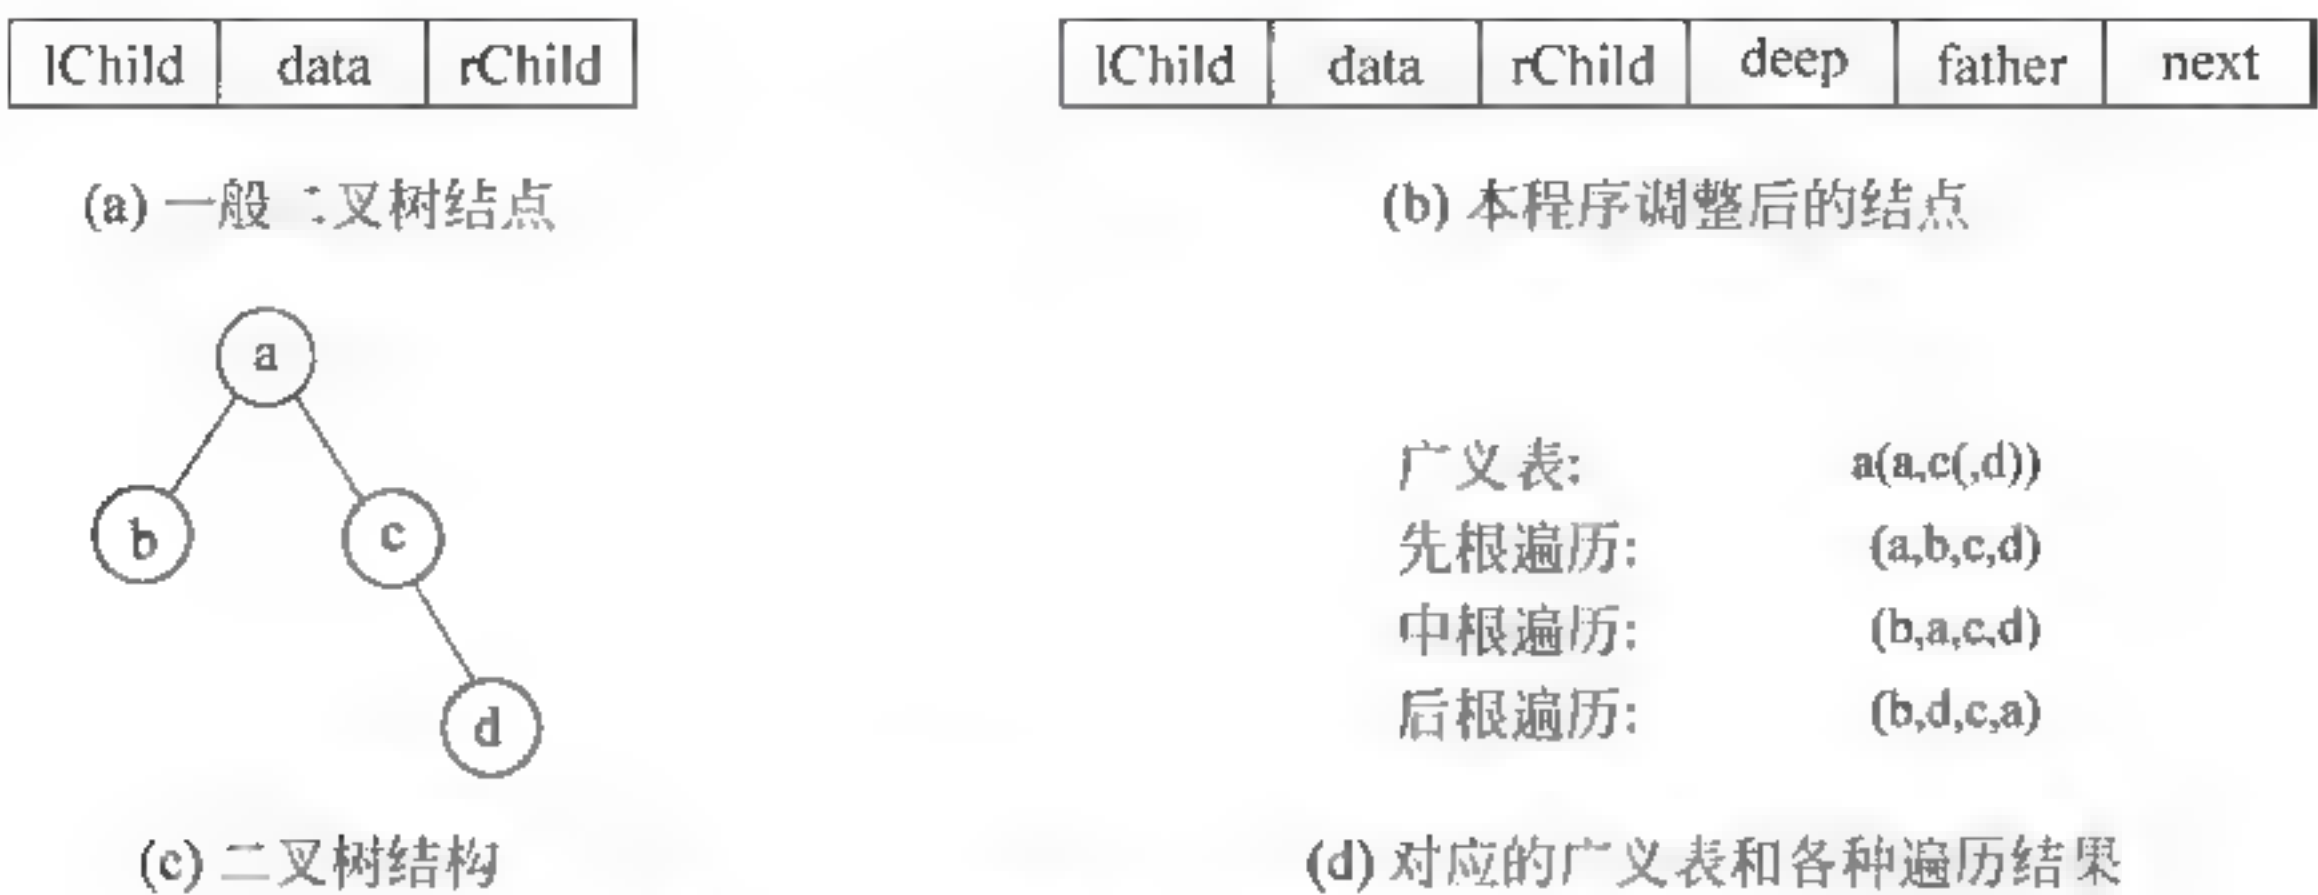 lChild data rChild
lChild data rChild deep father next
(a) 一般二叉树结点
(b) 本程序调整后的结点
a
b
c
d
广义表: a(a,c(,d))
先根遍历: (a,b,c,d)
中根遍历: (b,a,c,d)
后根遍历: (b,d,c,a)
(c) 二叉树结构
(d) 对应的广义表和各种遍历结果